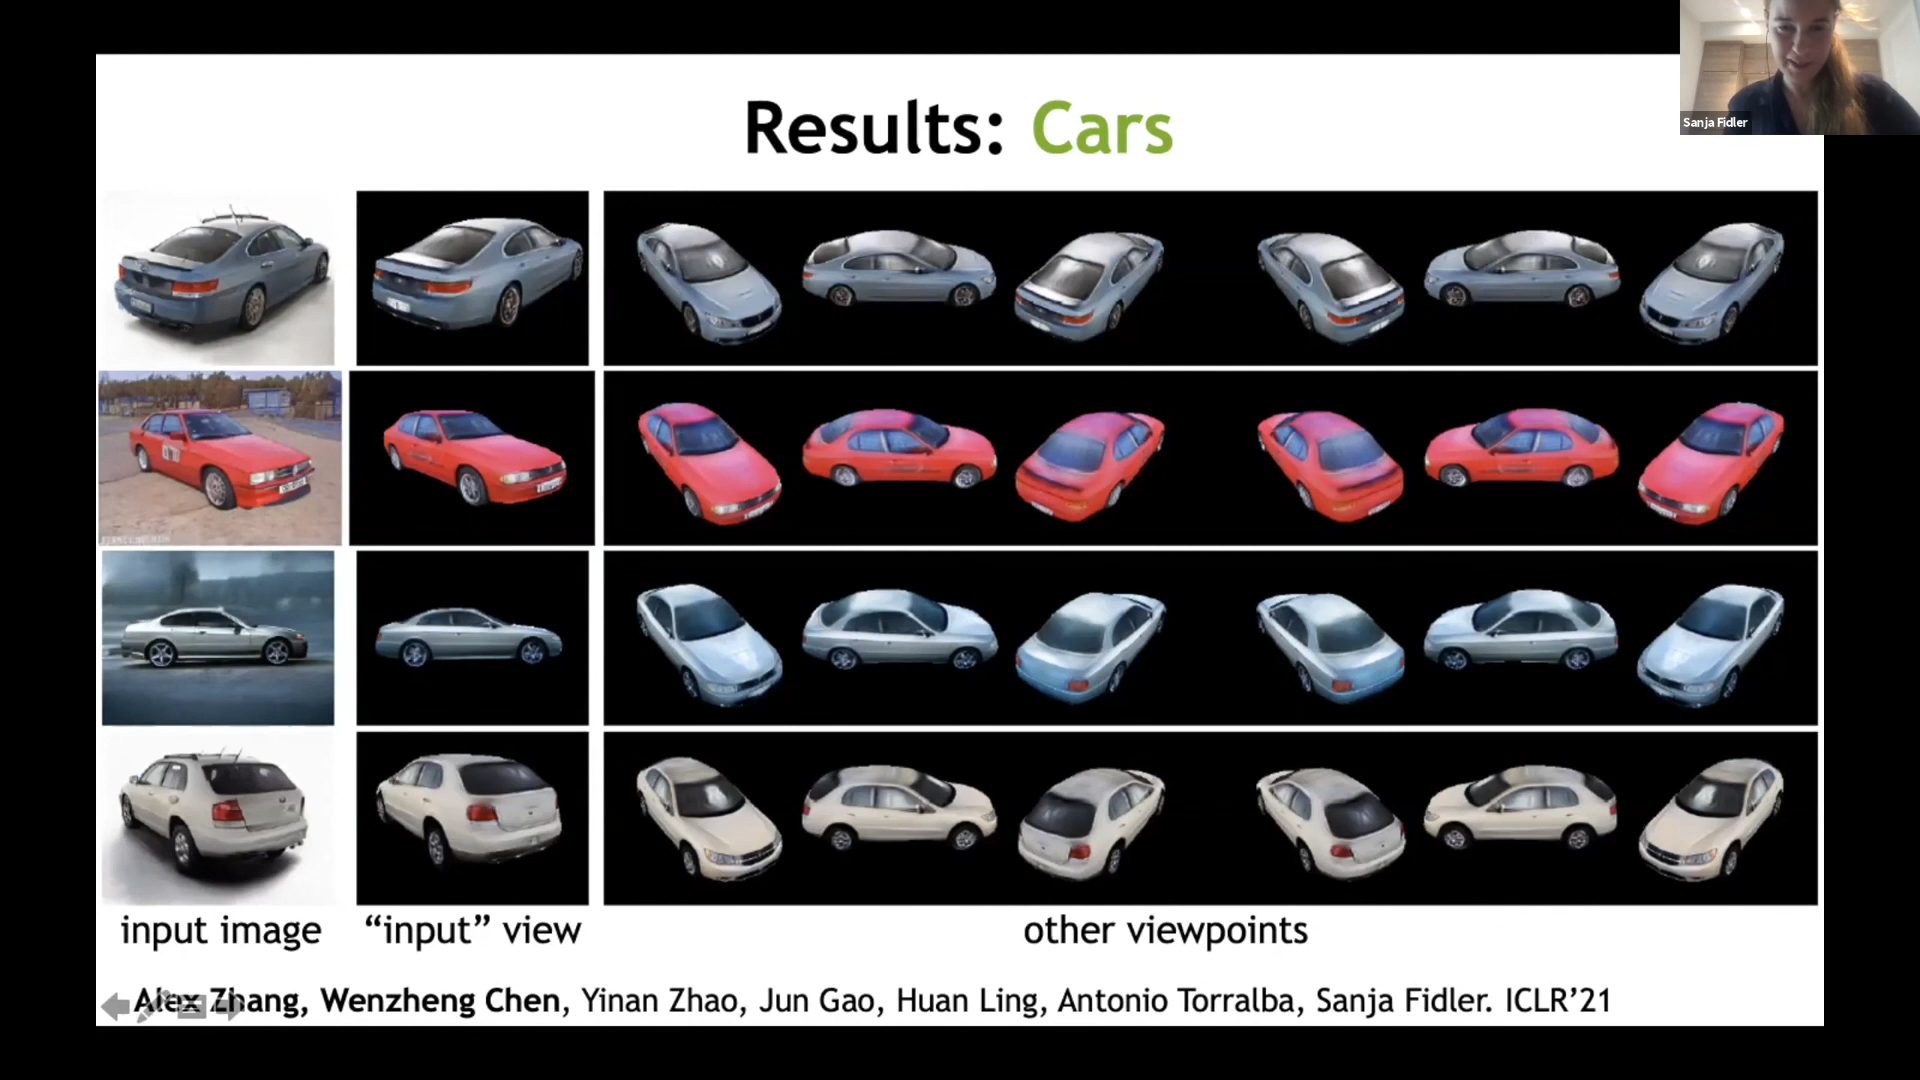 Results: Cars
Sanja Fidler
input image
“input” view
other viewpoints
Alex Zhang, Wenzheng Chen, Yinan Zhao, Jun Gao, Huan Ling, Antonio Torralba, Sanja Fidler. ICLR’21